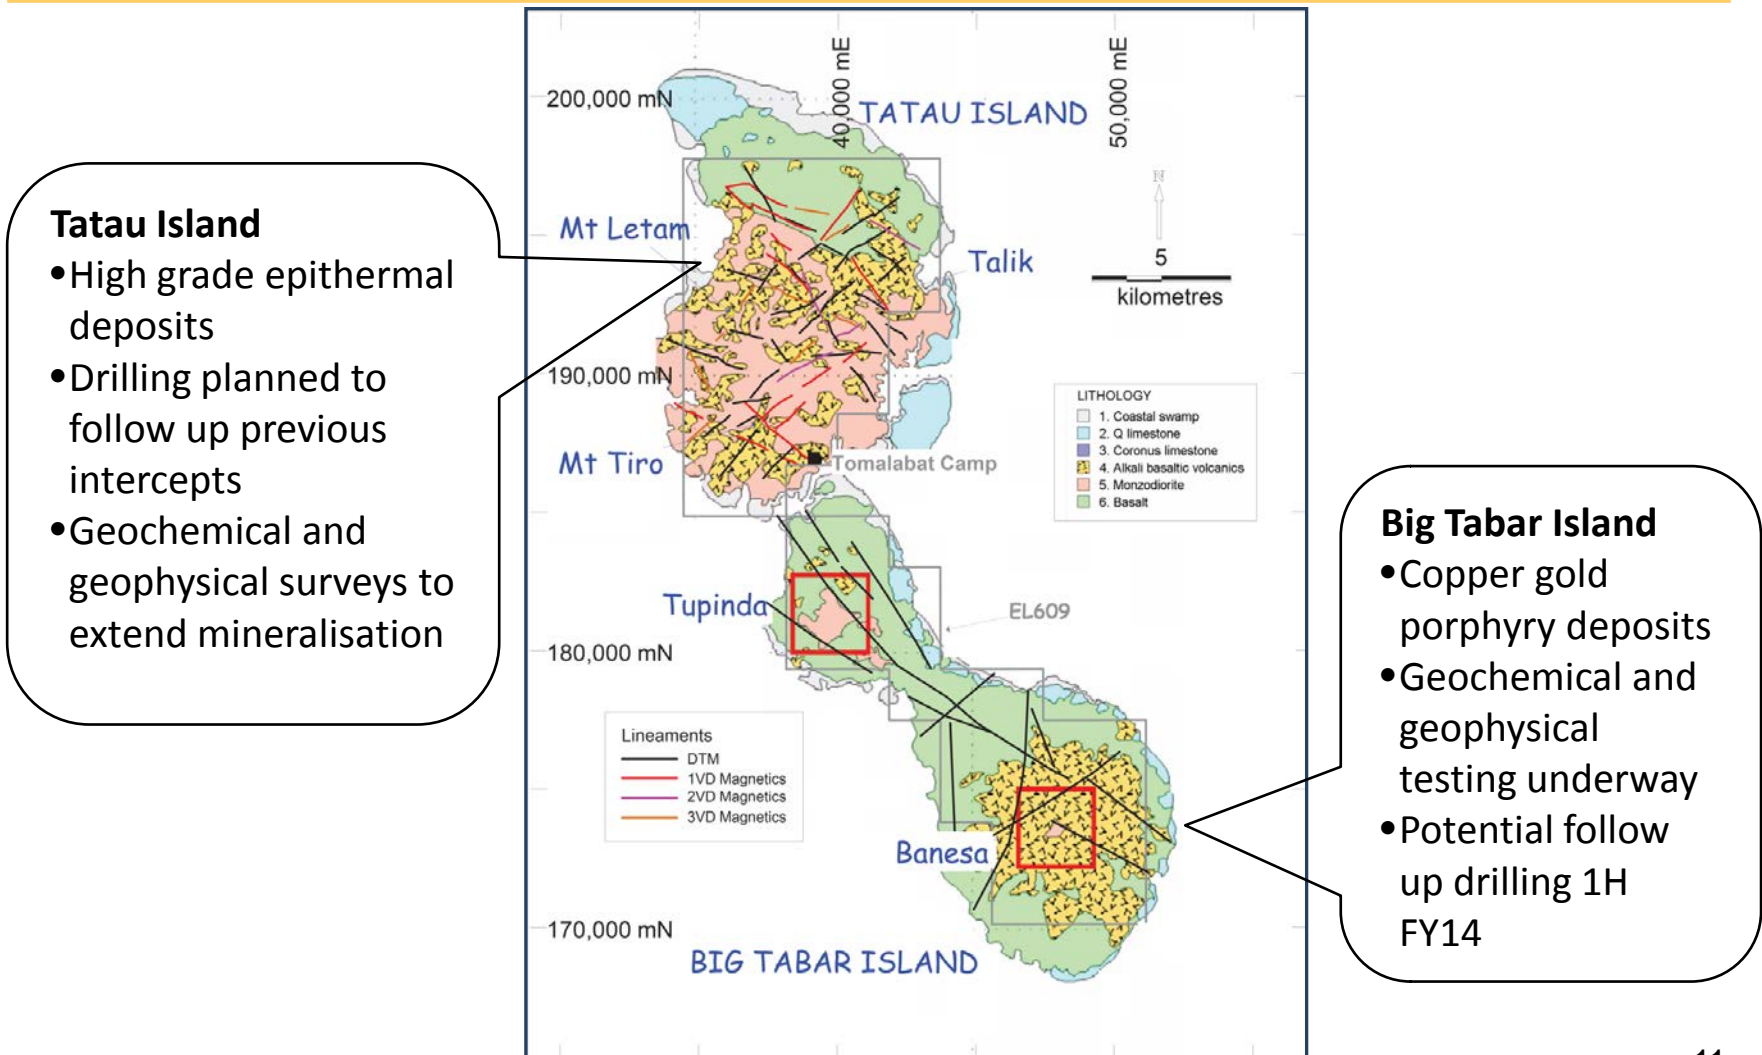 Tatau Island
•High grade epithermal
deposits
•Drilling planned to
follow up previous
intercepts
•Geochemical and
geophysical surveys to
extend mineralisation
40,000 mE
50,000 mE
200,000 mN
TATAU ISLAND
N
Mt Letam
Talik
5
kilometres
190,000 mN
LITHOLOGY
1. Coastal swamp
2. Q limestone
3. Coronus limestone
4. Alkali basaltic volcanics
5. Monzodiorite
6. Basalt
Mt Tiro
Tomalabat Camp
Tupinda
EL609
180,000 mN
Lineaments
DTM
1VD Magnetics
2VD Magnetics
3VD Magnetics
Banesa
170,000 mN
BIG TABAR ISLAND
Big Tabar Island
•Copper gold
porphyry deposits
•Geochemical and
geophysical
testing underway
•Potential follow
up drilling 1H
FY14